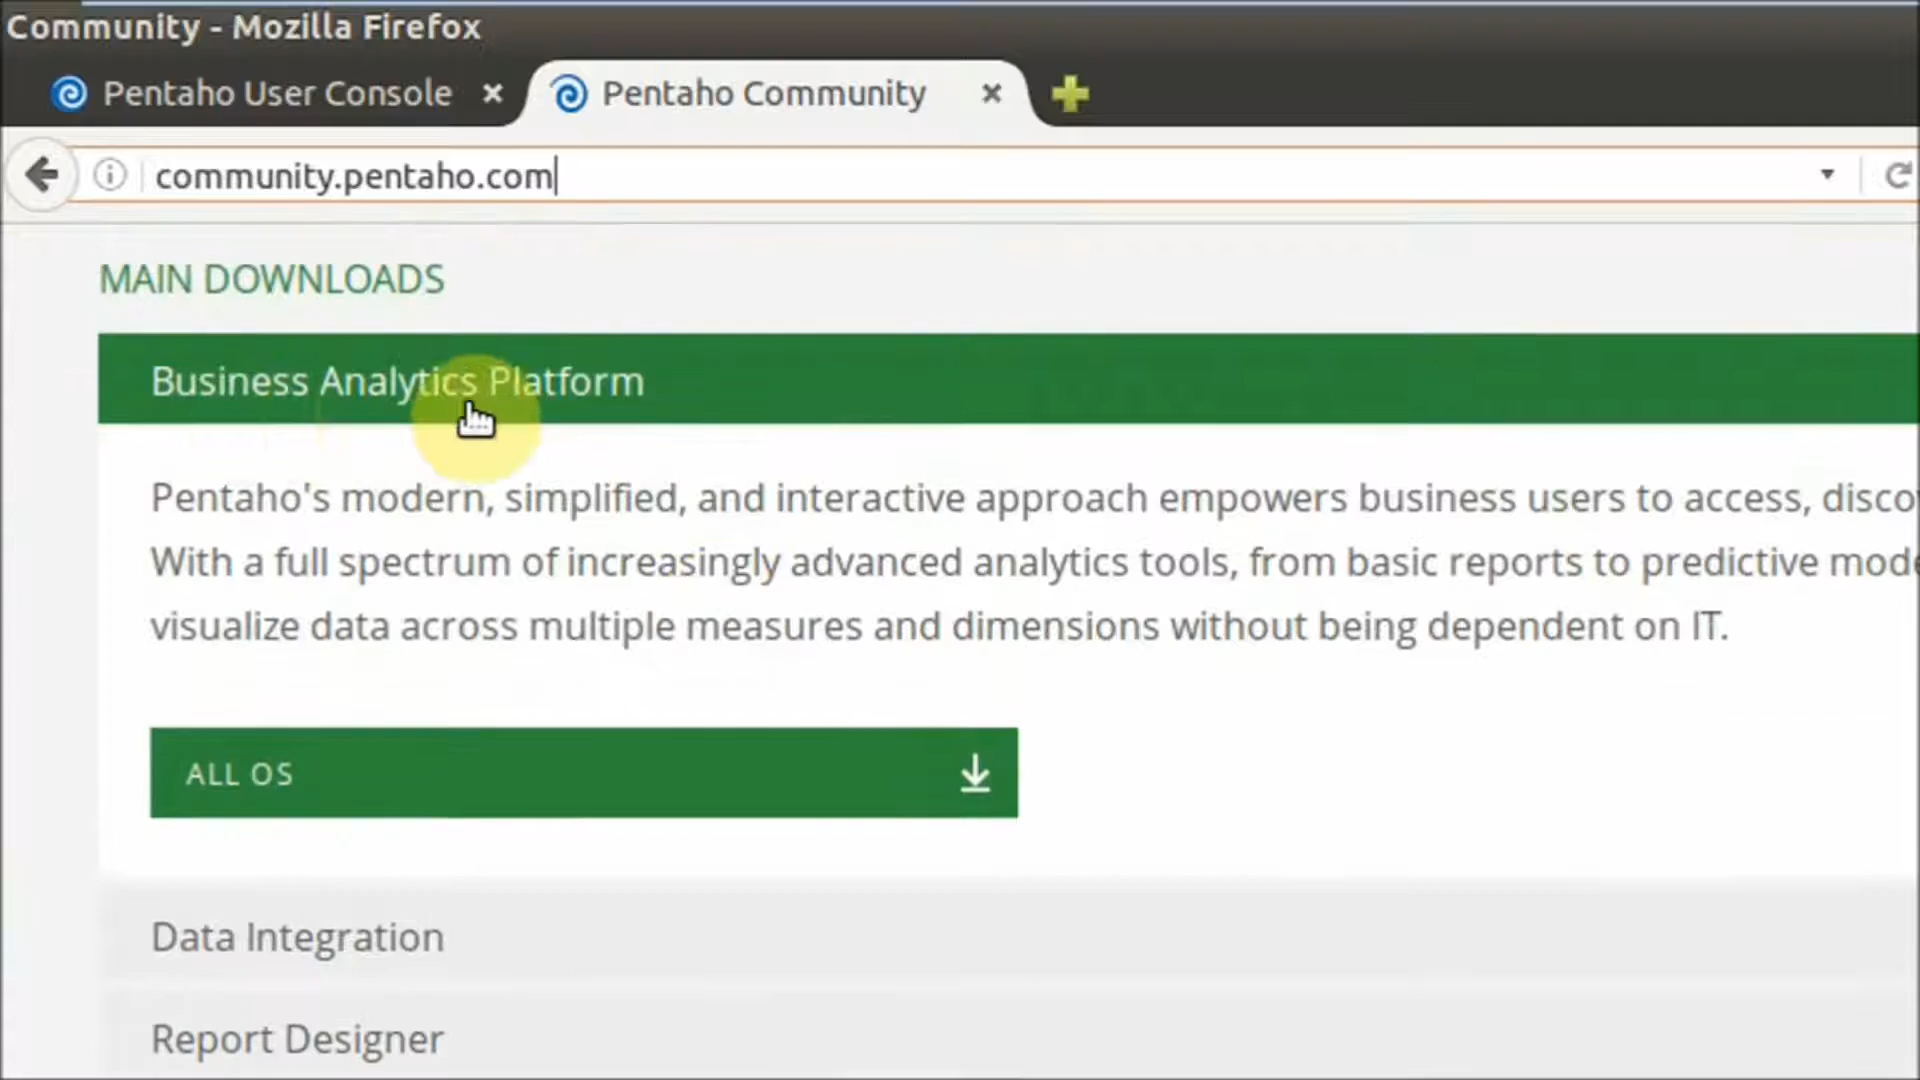 Community - Mozilla Firefox
Pentaho User Console
Pentaho Community
community.pentaho.com
MAIN DOWNLOADS
Business Analytics Platform
Pentaho's modern, simplified, and interactive approach empowers business users to access, disco
With a full spectrum of increasingly advanced analytics tools, from basic reports to predictive mode
visualize data across multiple measures and dimensions without being dependent on IT.
ALL OS
Data Integration
Report Designer